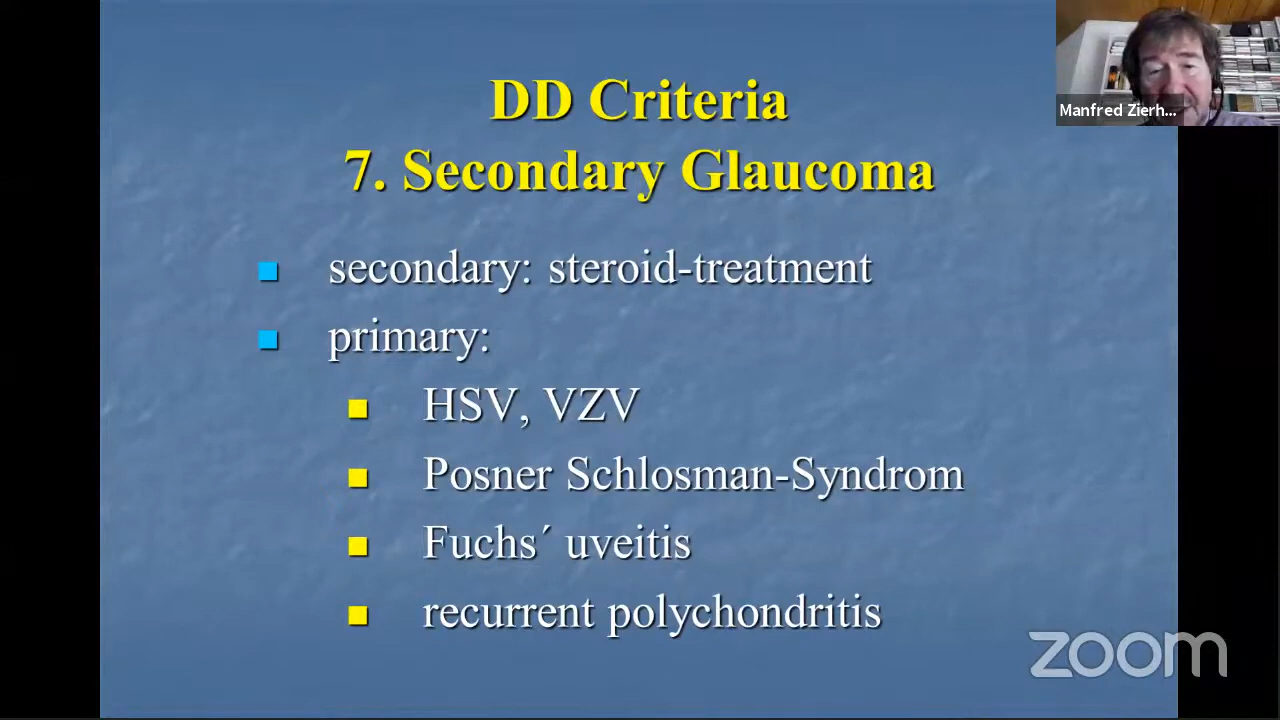 DD Criteria
7. Secondary Glaucoma
Manfred Zierh...
secondary: steroid-treatment
primary:
HSV, VZV
Posner Schlosman-Syndrom
Fuchs´ uveitis
recurrent polychondritis
zoom